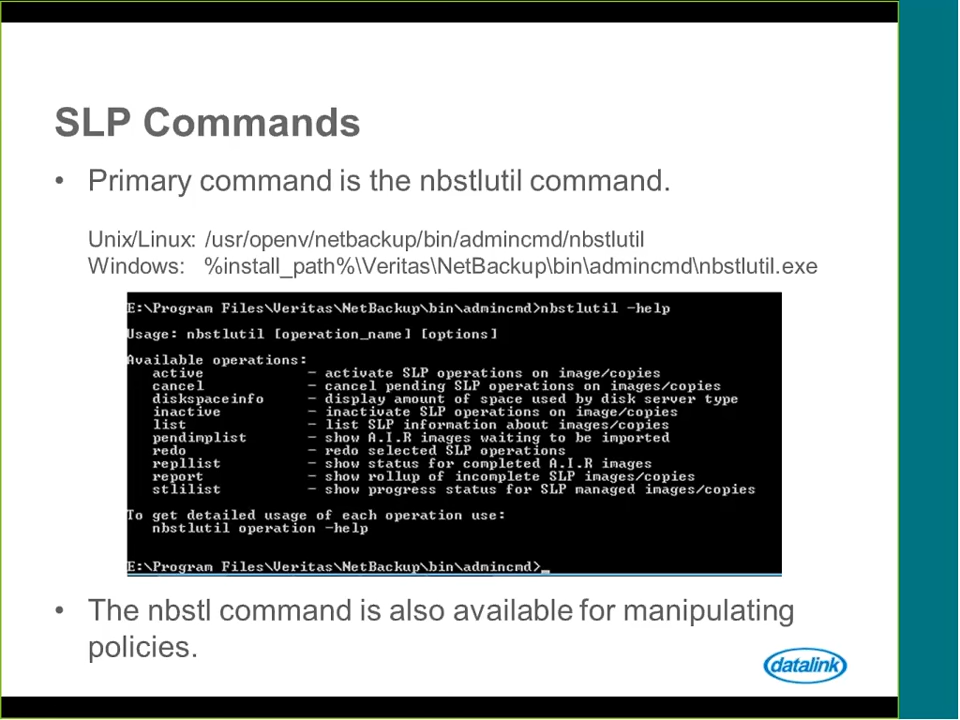 SLP Commands
• Primary command is the nbstlutil command.
Unix/Linux: /usr/openv/netbackup/bin/admincmd/nbstlutil
Windows: %install_path%\Veritas\NetBackup\bin\admincmd\nbstlutil.exe
E:\Program Files\Veritas\NetBackup\bin\admincmd>nbstlutil -help
Usage: nbstlutil [operation_name] [options]
Available operations:
active - activate SLP operations on image/copies
cancel - cancel pending SLP operations on images/copies
diskspaceinfo - display amount of space used by disk server type
inactive - inactivate SLP operations on image/copies
list - list SLP information about images/copies
pendimplist - show A.I.R images waiting to be imported
redo - redo selected SLP operations
repllist - show status for completed A.I.R images
report - show rollup of incomplete SLP images/copies
stlilist - show progress status for SLP managed images/copies
To get detailed usage of each operation use:
nbstlutil operation -help
E:\Program Files\Veritas\NetBackup\bin\admincmd>_
• The nbstl command is also available for manipulating
policies.
datalink